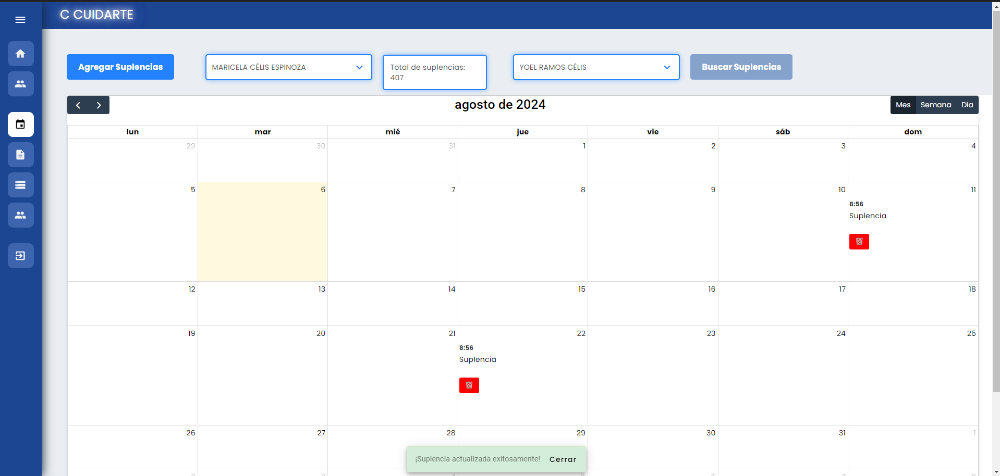 C CUIDARTE
Agregar Suplencias
MARICELA CÉLIS ESPINOZA
Total de suplencias:
407
YOEL RAMOS CÉLIS
Buscar Suplencias
agosto de 2024
Mes Semana Día
lun mar mié jue vie sáb dom
29 30 31 1 2 3 4
5 6 7 8 9 10 11
8:56
Suplencia
12 13 14 15 16 17 18
19 20 21 22 23 24 25
8:56
Suplencia
26 27 28 29 30 31 1
¡Suplencia actualizada exitosamente! Cerrar